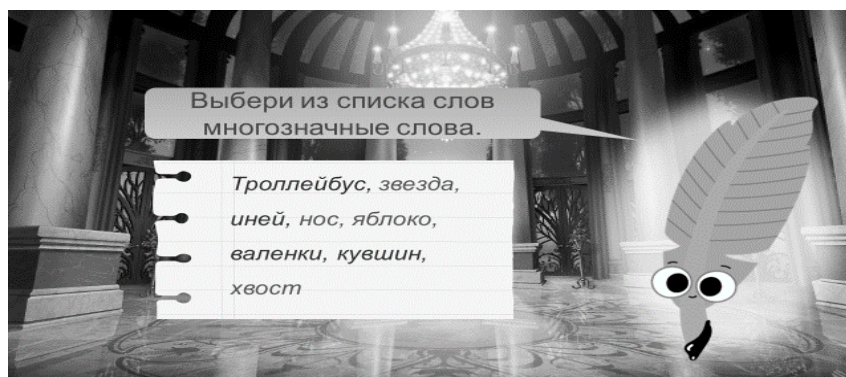 Выбери из списка слов
многозначные слова.
Троллейбус, звезда,
иней, нос, яблоко,
валенки, кувшин,
хвост